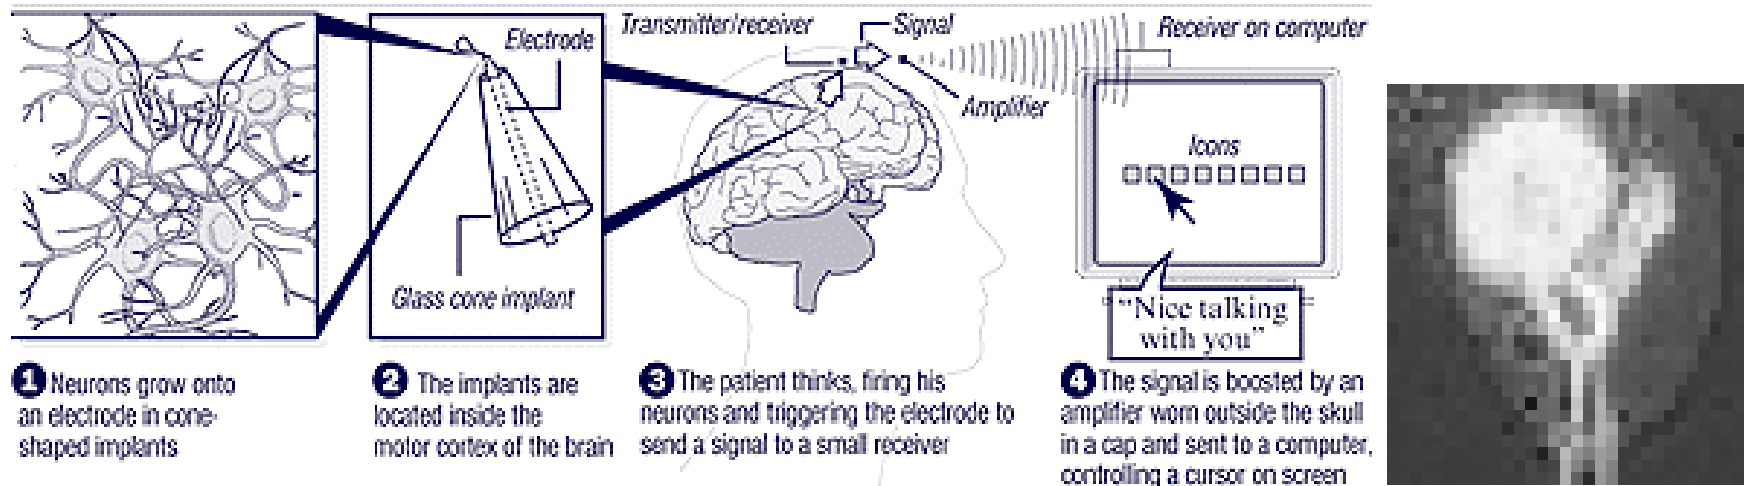 Electrode
Glass cone implant
Transmitter/receiver
Signal
Amplifier
Receiver on computer
Icons
"Nice talking
with you"
1 Neurons grow onto
an electrode in cone-
shaped implants
2 The implants are
located inside the
motor cortex of the brain
3 The patient thinks, firing his
neurons and triggering the electrode to
send a signal to a small receiver
4 The signal is boosted by an
amplifier worn outside the skull
in a cap and sent to a computer,
controlling a cursor on screen